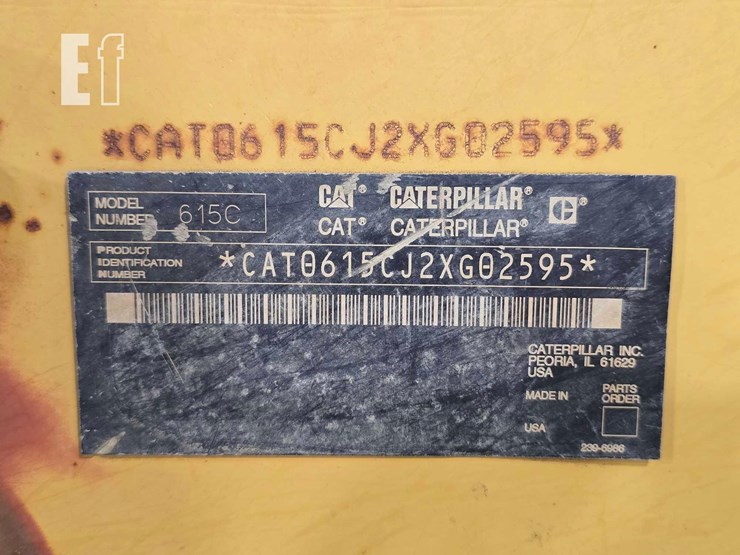 Ef
*CAT0615CJ2XG02595*
MODEL NUMBER 615C
CAT® CATERPILLAR®
CAT® CATERPILLAR®
PRODUCT IDENTIFICATION NUMBER *CAT0615CJ2XG02595*
CATERPILLAR INC.
PEORIA, IL 61629
USA
MADE IN
USA
PARTS
ORDER
239-8986